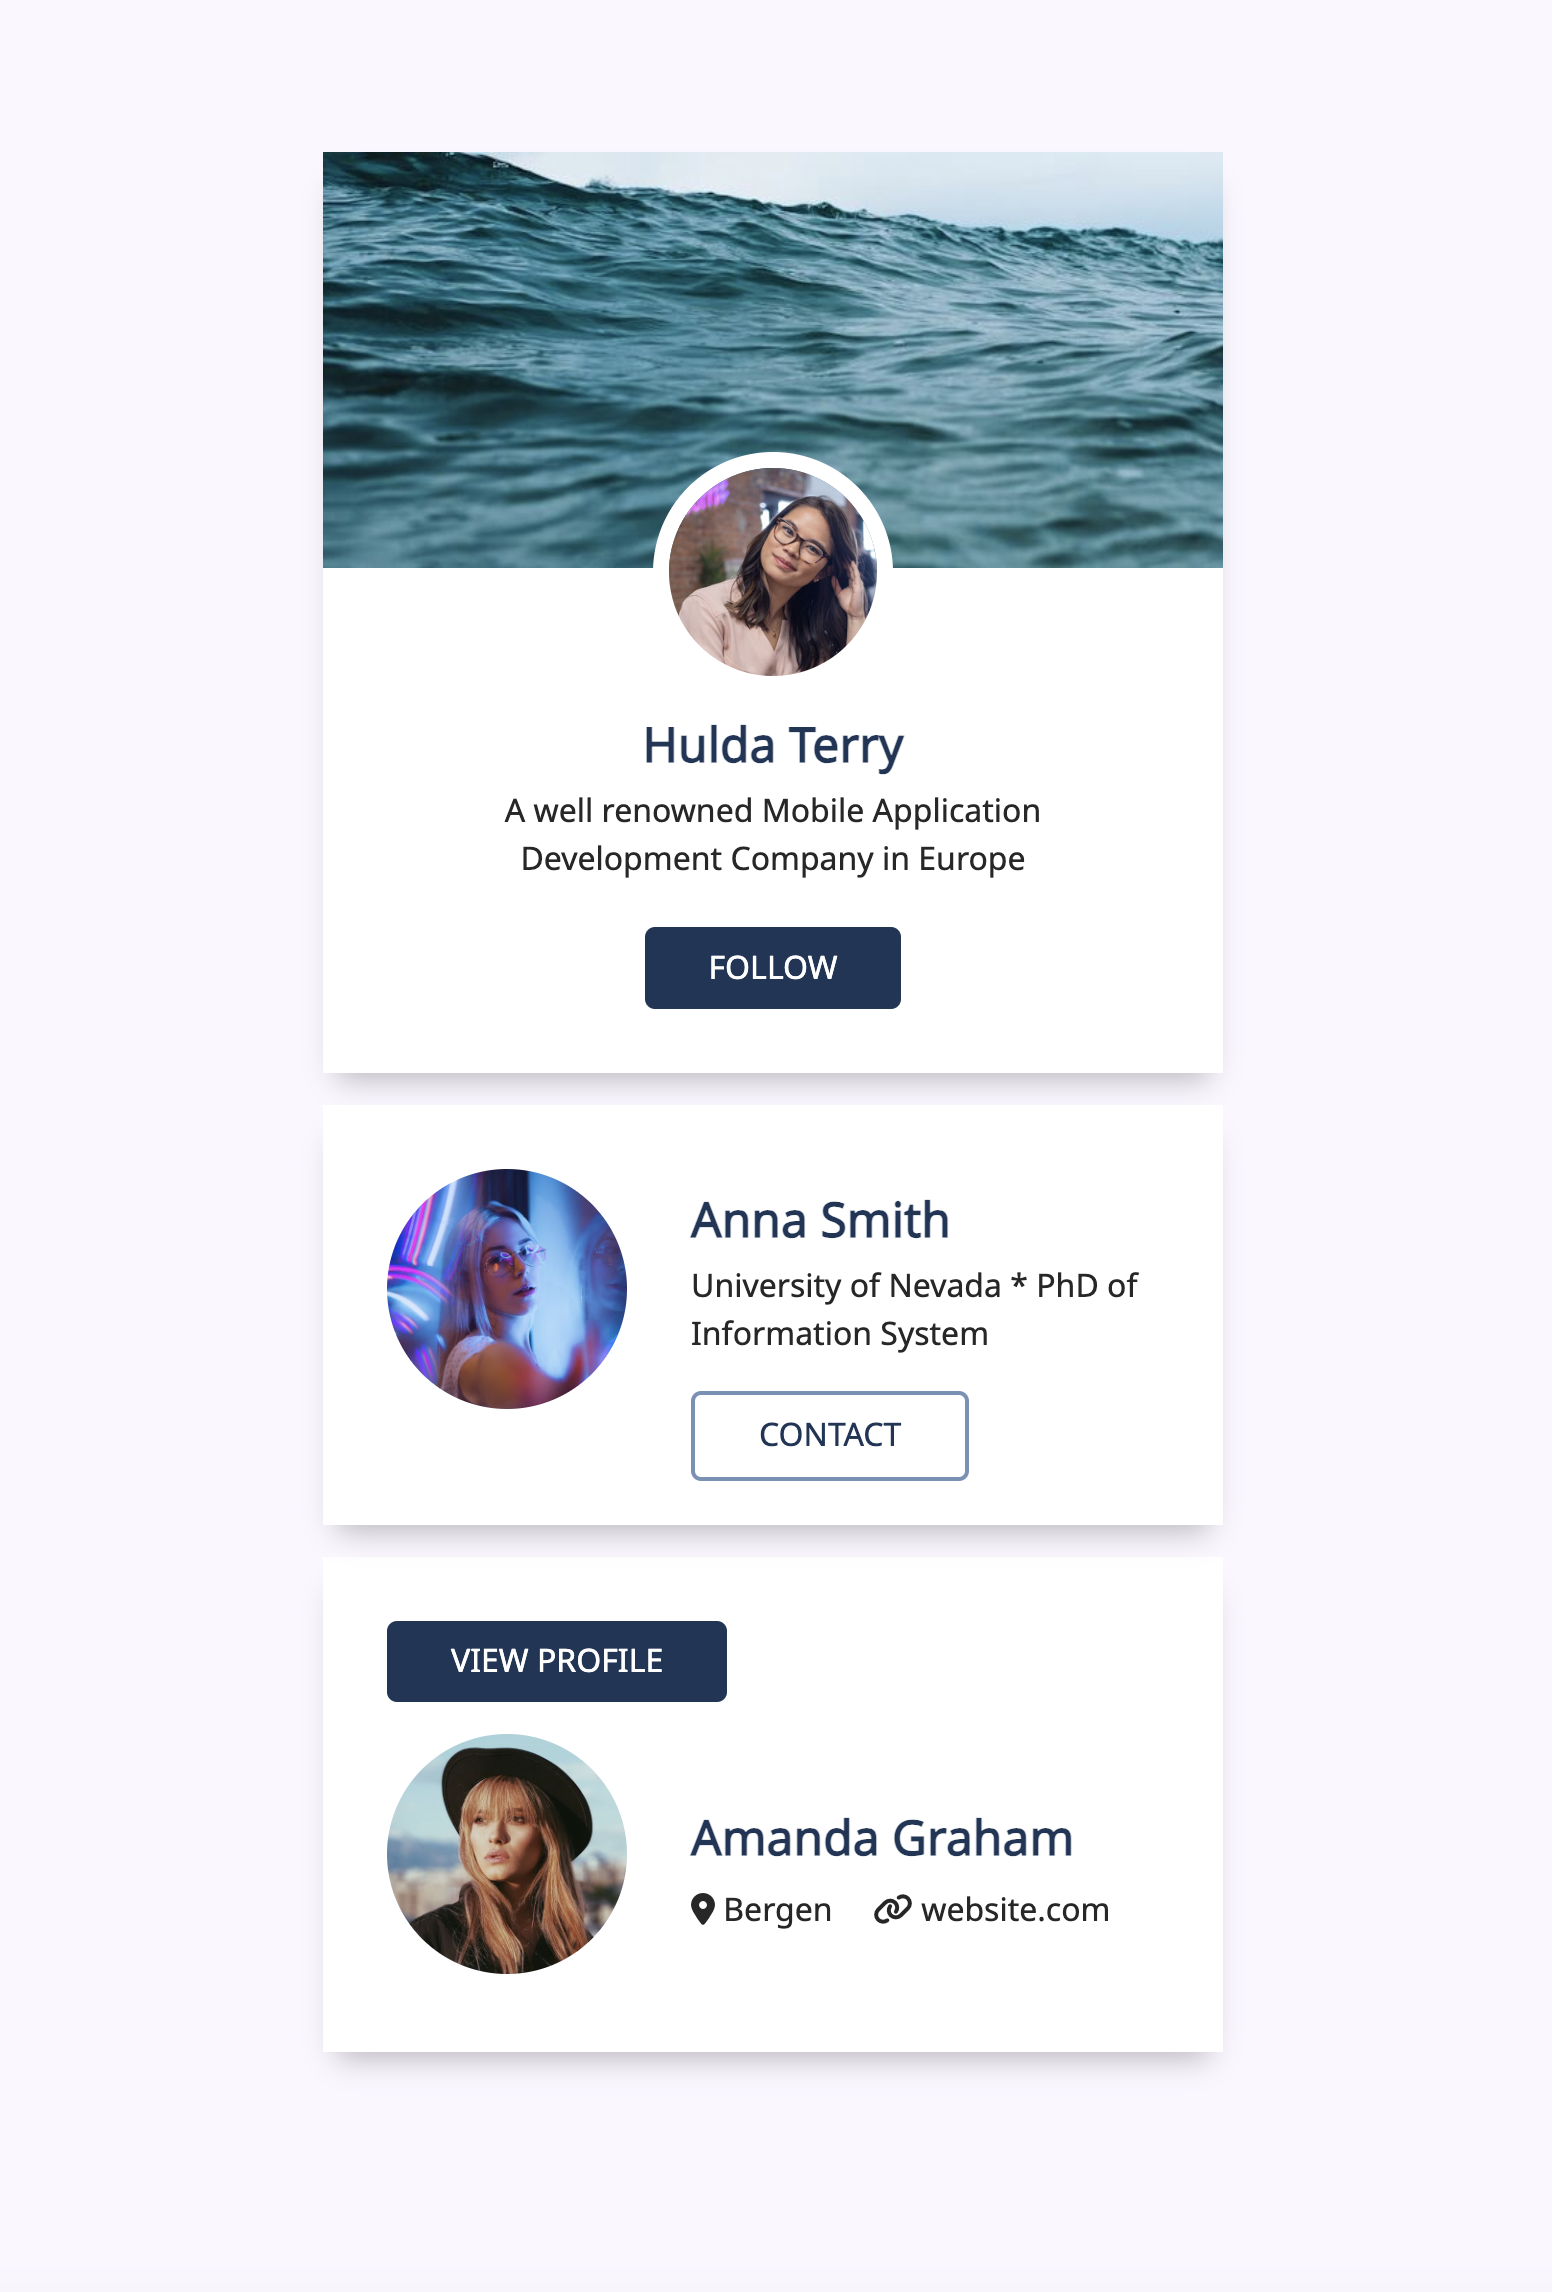 Hulda Terry
A well renowned Mobile Application
Development Company in Europe
FOLLOW
Anna Smith
University of Nevada * PhD of
Information System
CONTACT
VIEW PROFILE
Amanda Graham
Bergen website.com